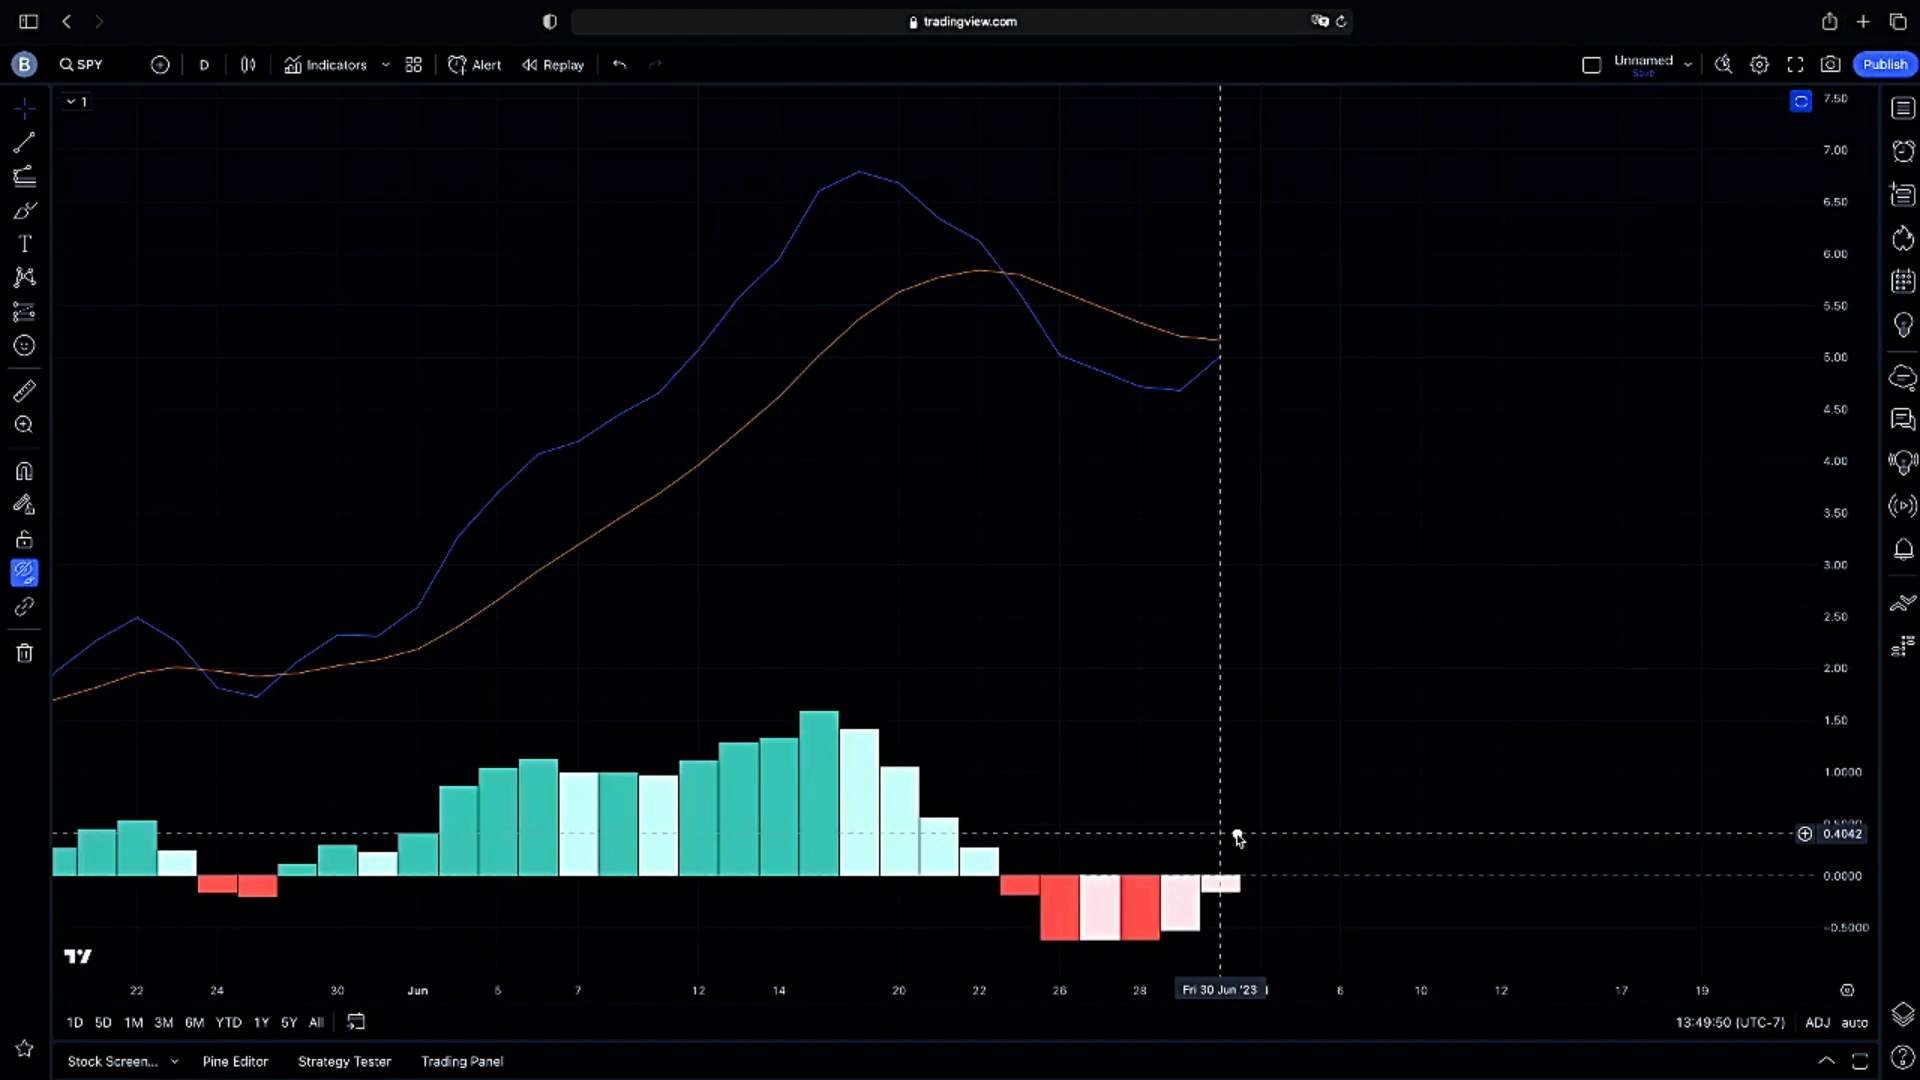 tradingview.com
B
SPY
D
Indicators
Alert
Replay
Unnamed
Save
Publish
1
7.50
7.00
6.50
6.00
5.50
5.00
4.50
4.00
3.50
3.00
2.50
2.00
1.50
1.0000
0.4042
0.0000
−0.5000
22 24 30 Jun 5 7 12 14 20 22 26 28 Fri 30 Jun '23 6 10 12 17 19
1D 5D 1M 3M 6M YTD 1Y 5Y All
13:49:50 (UTC-7) ADJ auto
Stock Screen... Pine Editor Strategy Tester Trading Panel